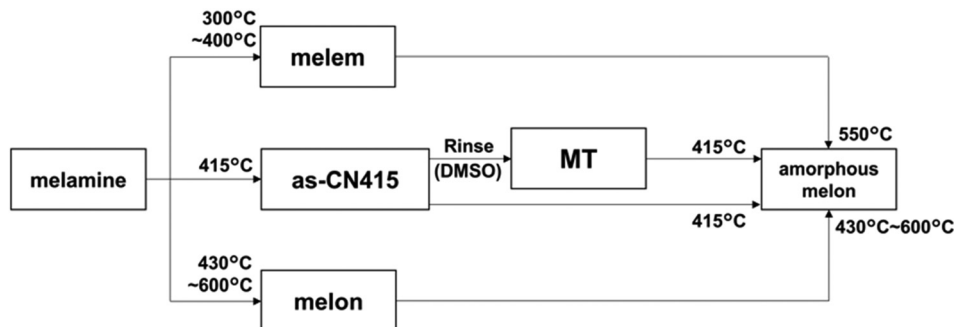 300°C
~400°C
melem
melamine
415°C
as-CN415
Rinse
(DMSO)
MT
415°C
415°C
550°C
amorphous
melon
430°C~600°C
430°C
~600°C
melon